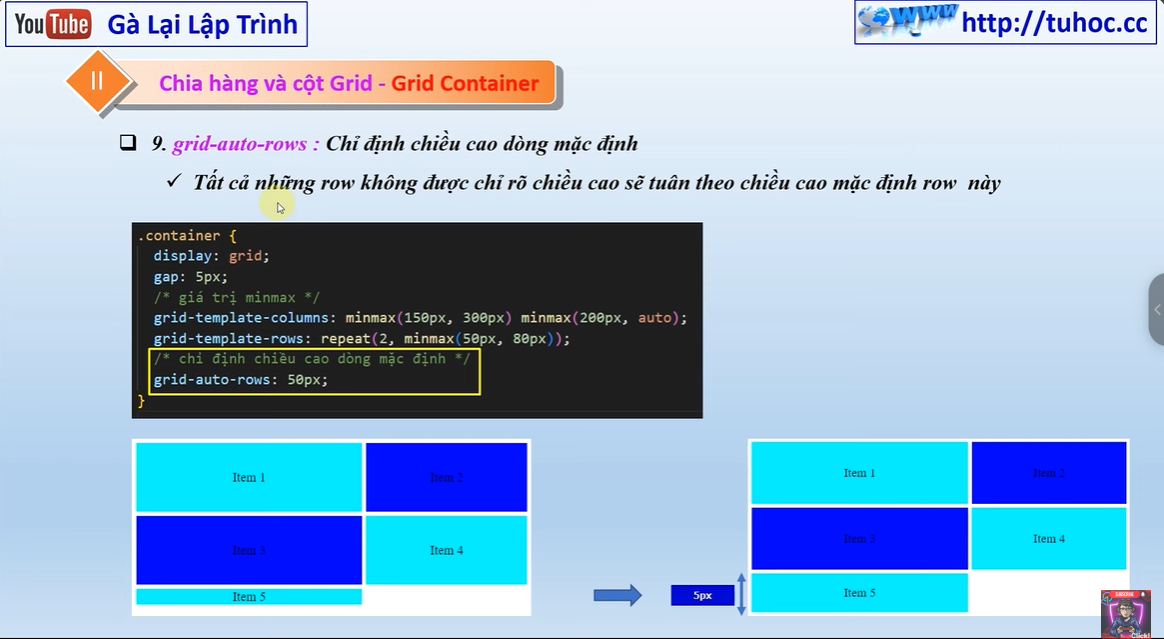 YouTube Gà Lại Lập Trình
WWW http://tuhoc.cc
II Chia hàng và cột Grid - Grid Container
9. grid-auto-rows : Chỉ định chiều cao dòng mặc định
Tất cả những row không được chỉ rõ chiều cao sẽ tuân theo chiều cao mặc định row này
.container {
display: grid;
gap: 5px;
/* giá trị minmax */
grid-template-columns: minmax(150px, 300px) minmax(200px, auto);
grid-template-rows: repeat(2, minmax(50px, 80px));
/* chỉ định chiều cao dòng mặc định */
grid-auto-rows: 50px;
}
Item 1
Item 2
Item 3
Item 4
Item 5
5px
Item 1
Item 2
Item 3
Item 4
Item 5
SUBSCRIBE
Click!